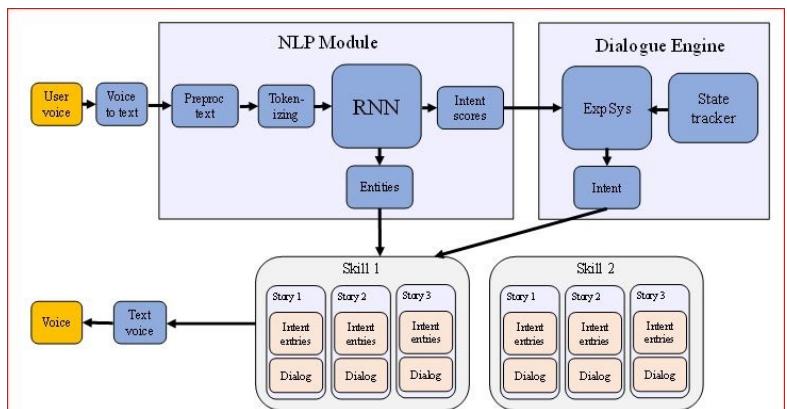 NLP Module
Dialogue Engine
User
voice
Voice
to text
Preproc
text
Token-
izing
RNN
Intent
scores
ExpSys
State
tracker
Entities
Intent
Skill 1
Story 1
Story 2
Story 3
Intent
entries
Intent
entries
Intent
entries
Dialog
Dialog
Dialog
Skill 2
Story 1
Story 2
Story 3
Intent
entries
Intent
entries
Intent
entries
Dialog
Dialog
Dialog
Voice
Text
voice